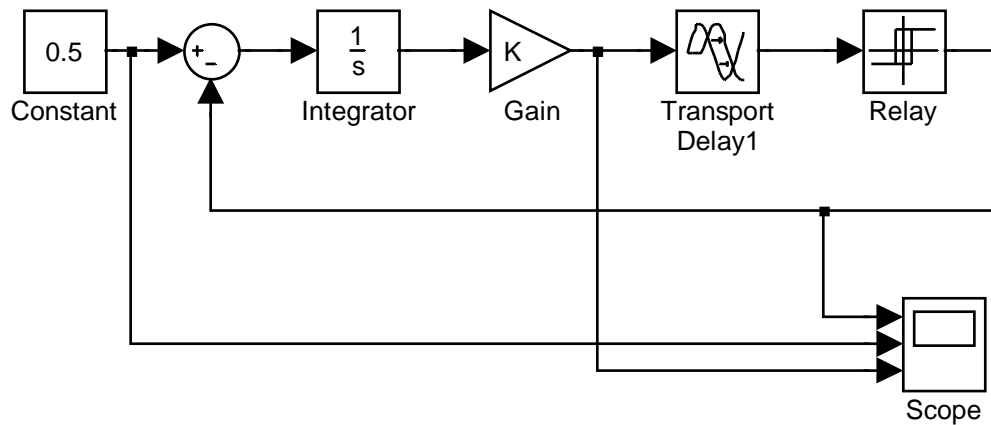 0.5
Constant
+
−
1
s
Integrator
K
Gain
Transport
Delay1
Relay
Scope